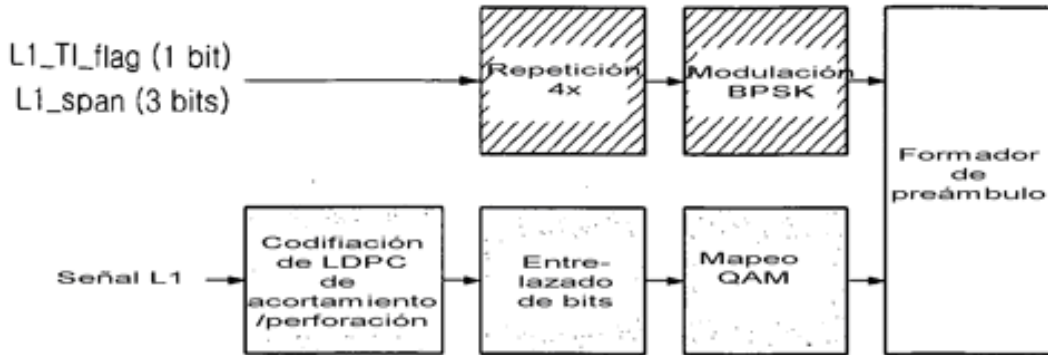 L1_TI_flag (1 bit)
L1_span (3 bits)
Repetición
4x
Modulación
BPSK
Formador
de
preámbulo
Señal L1
Codifiación
de LDPC
de
acortamiento
/perforación
Entre-
lazado
de bits
Mapeo
QAM